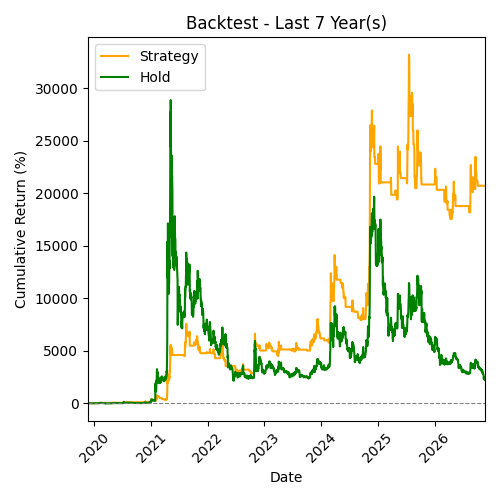 Backtest - Last 7 Year(s)
Strategy
Hold
Cumulative Return (%)
30000
25000
20000
15000
10000
5000
0
2020
2021
2022
2023
2024
2025
2026
Date